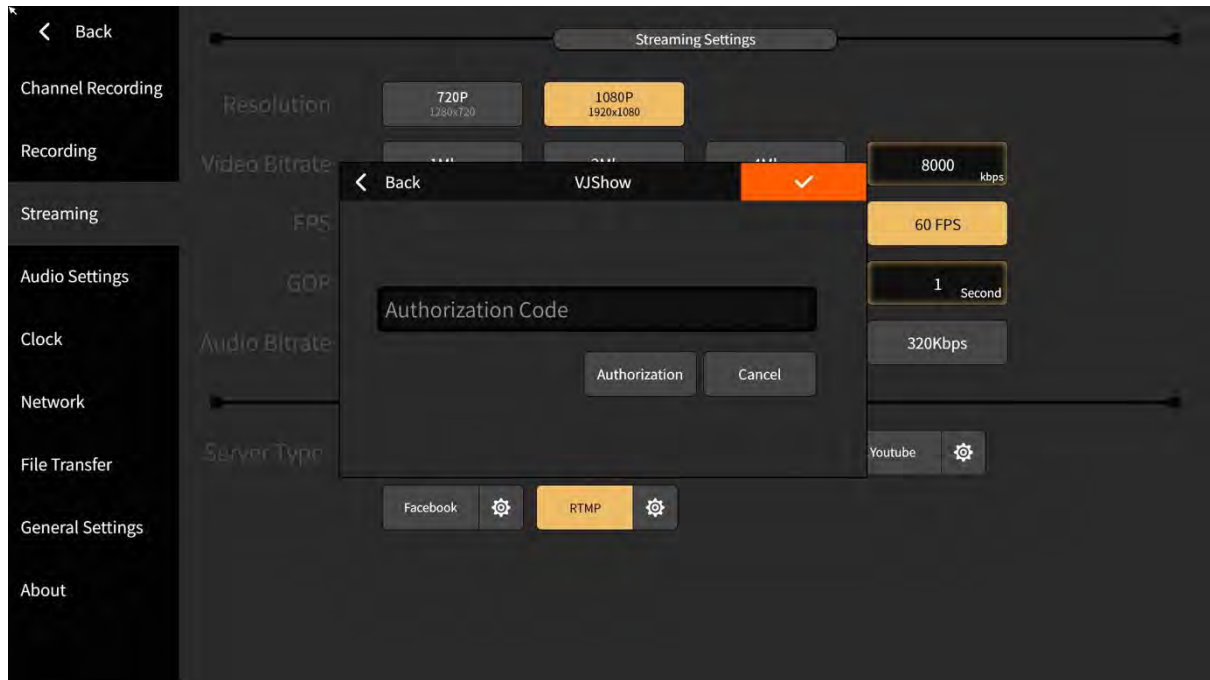 Back
Streaming Settings
Channel Recording
Resolution
720P
1280x720
1080P
1920x1080
Recording
Video Bitrate
8000
kbps
Back
VJShow
Streaming
FPS
60 FPS
Audio Settings
GOP
1
Second
Authorization Code
Clock
Audio Bitrate
320Kbps
Authorization
Cancel
Network
File Transfer
Server Type
Youtube
Facebook
RTMP
General Settings
About